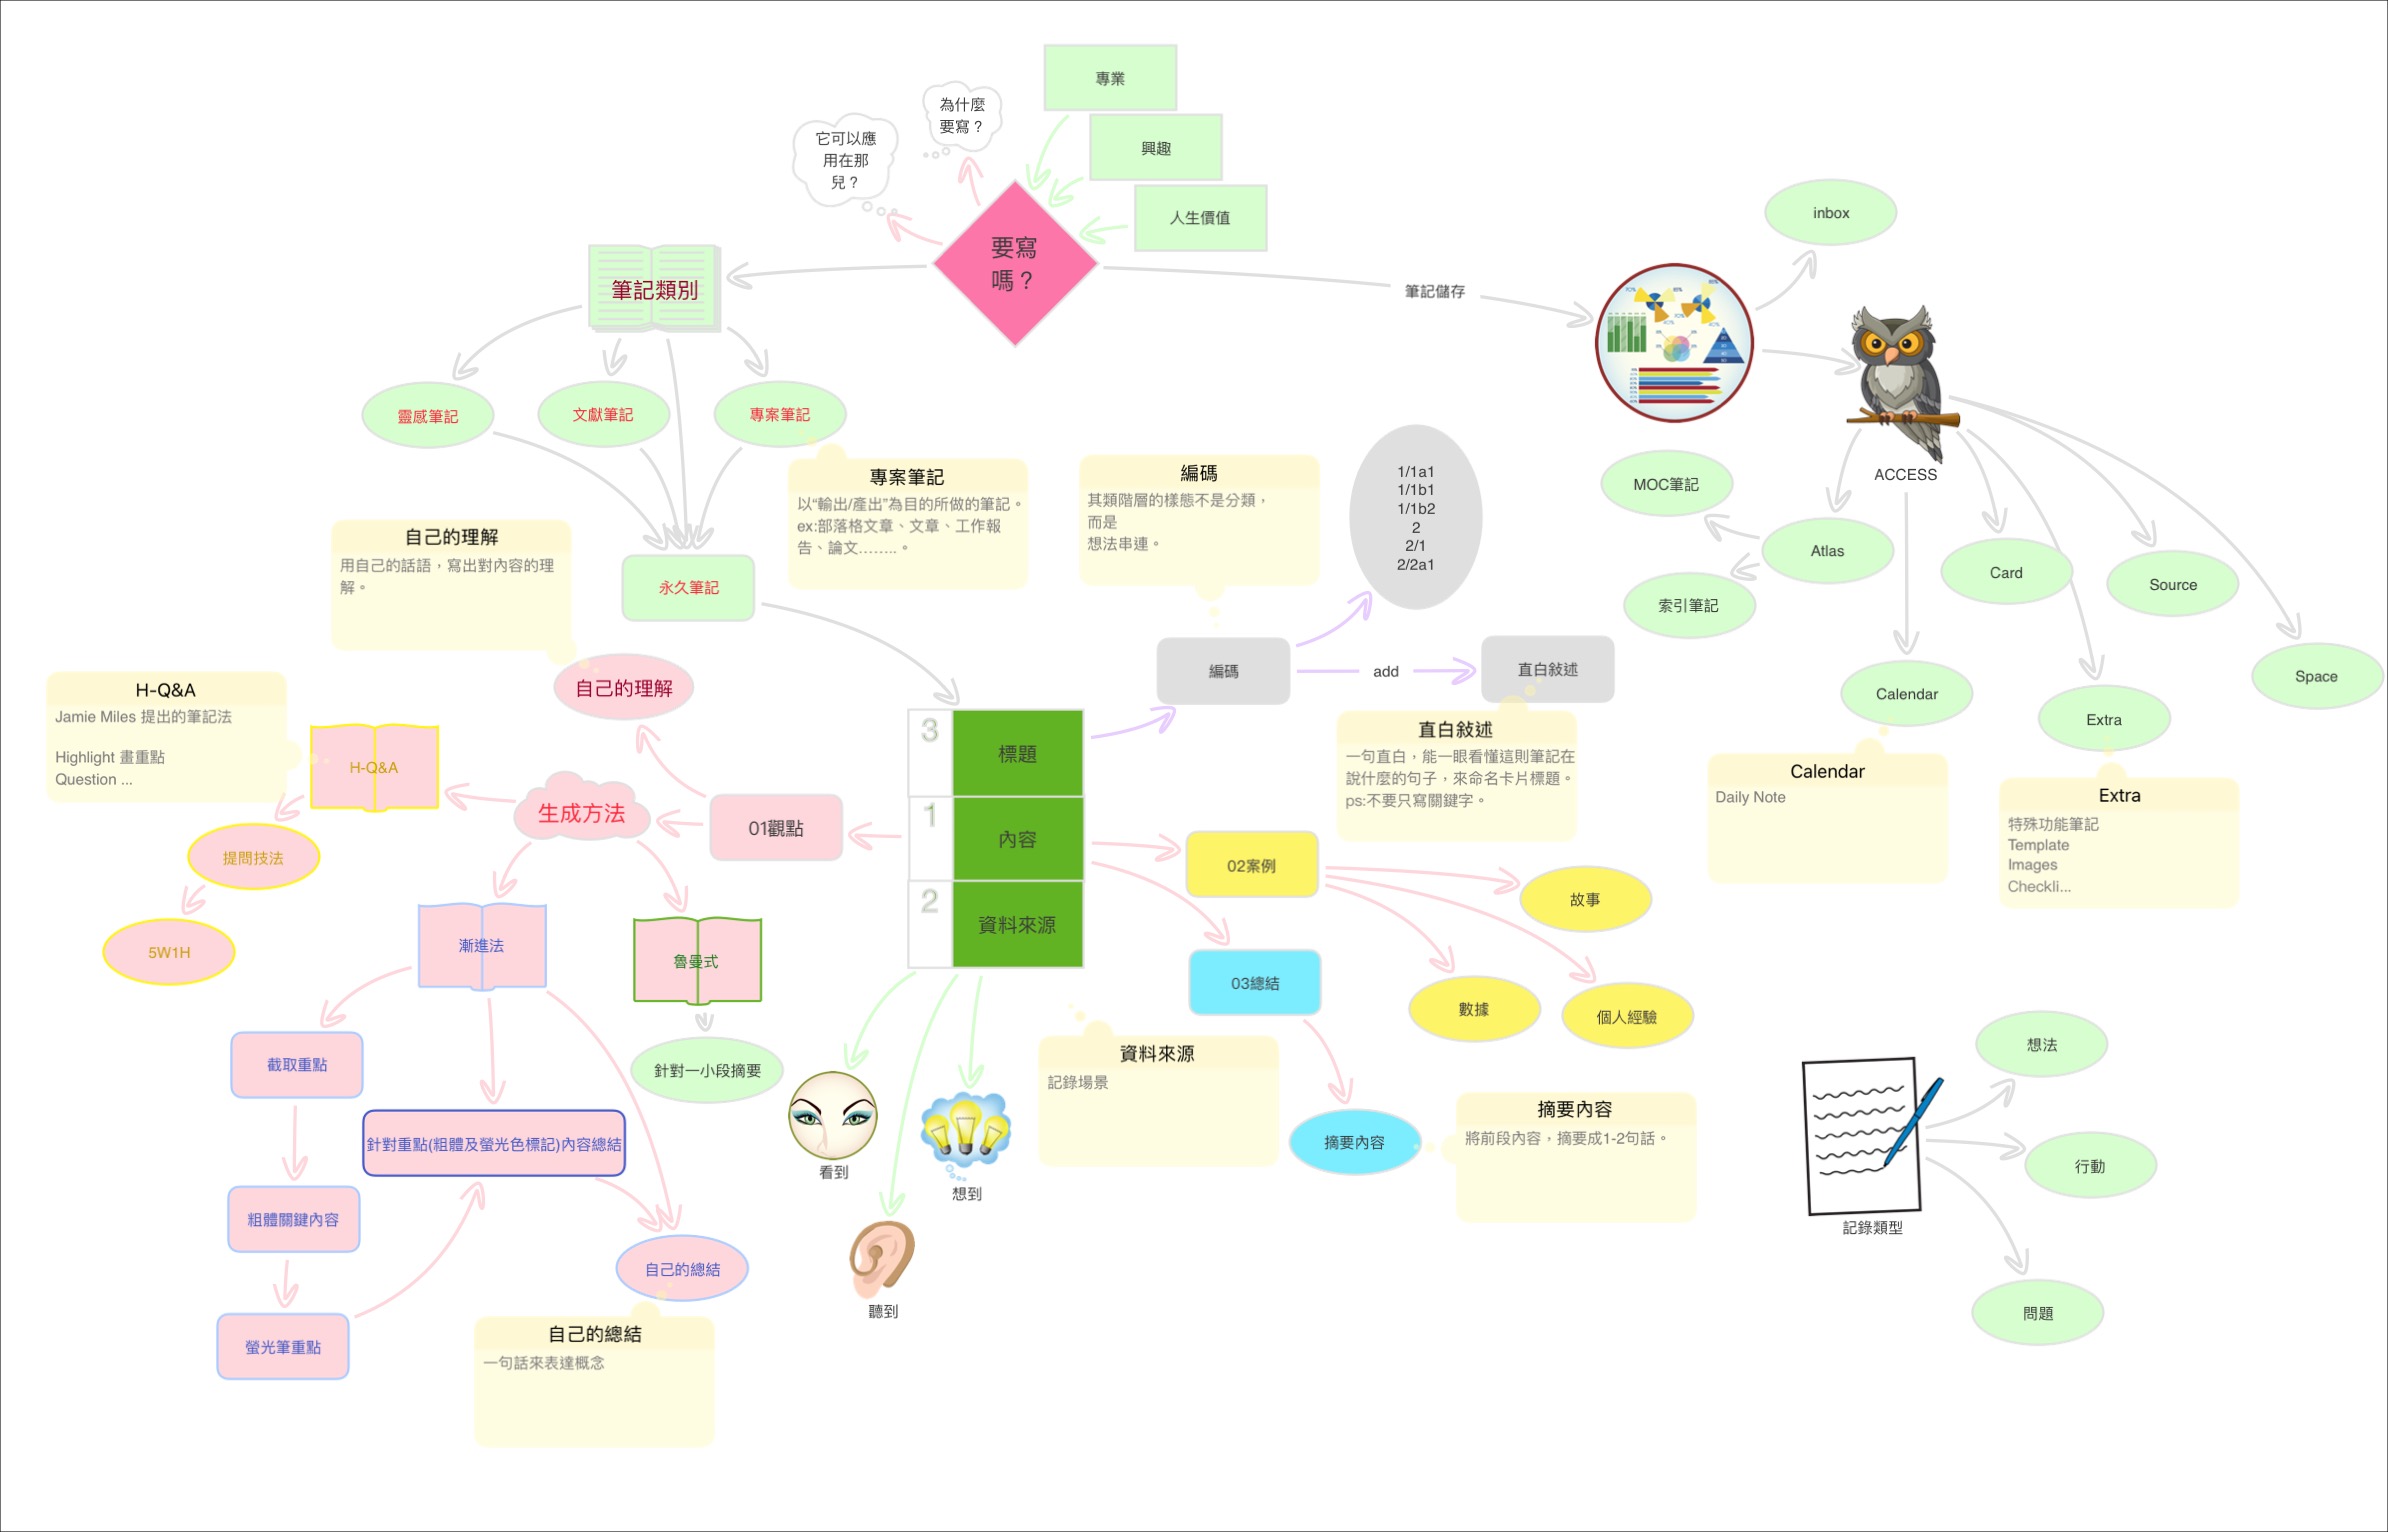 專業
為什麼
要寫？
它可以應
用在那
兒？
興趣
人生價值
要寫
嗎？
筆記類別
筆記儲存
inbox
靈感筆記
文獻筆記
專案筆記
ACCESS
MOC筆記
Atlas
索引筆記
Card
Source
Space
Calendar
Extra
專案筆記
以“輸出/產出”為目的所做的筆記。
ex:部落格文章、文章、工作報
告、論文........。
編碼
其類階層的樣態不是分類，
而是
想法串連。
1/1a1
1/1b1
1/1b2
2
2/1
2/2a1
自己的理解
用自己的話語，寫出對內容的理
解。
永久筆記
自己的理解
編碼
add
直白敍述
直白敍述
一句直白，能一眼看懂這則筆記在
說什麼的句子，來命名卡片標題。
ps:不要只寫關鍵字。
Calendar
Daily Note
Extra
特殊功能筆記
Template
Images
Checkli...
H-Q&A
Jamie Miles 提出的筆記法
Highlight 畫重點
Question ...
H-Q&A
生成方法
01觀點
3
標題
1
內容
2
資料來源
02案例
故事
數據
個人經驗
03總結
提問技法
5W1H
漸進法
魯曼式
針對一小段摘要
截取重點
針對重點(粗體及螢光色標記)內容總結
粗體關鍵內容
螢光筆重點
自己的總結
自己的總結
一句話來表達概念
看到
想到
聽到
資料來源
記錄場景
摘要內容
摘要內容
將前段內容，摘要成1-2句話。
想法
行動
記錄類型
問題